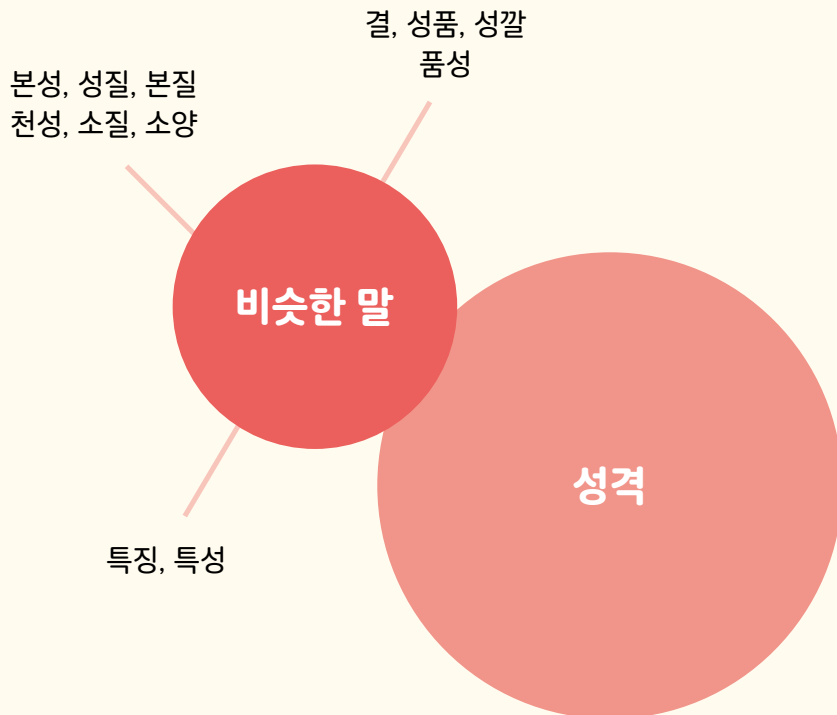 결, 성품, 성깔
품성
본성, 성질, 본질
천성, 소질, 소양
비슷한 말
성격
특징, 특성